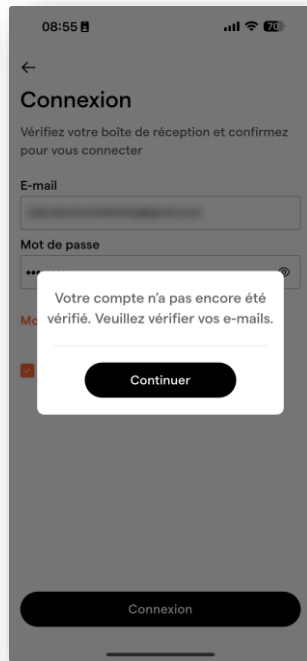 08:55
70
Connexion
Vérifiez votre boîte de réception et confirmez
pour vous connecter
E-mail
Mot de passe
Votre compte n'a pas encore été
vérifié. Veuillez vérifier vos e-mails.
Continuer
Connexion